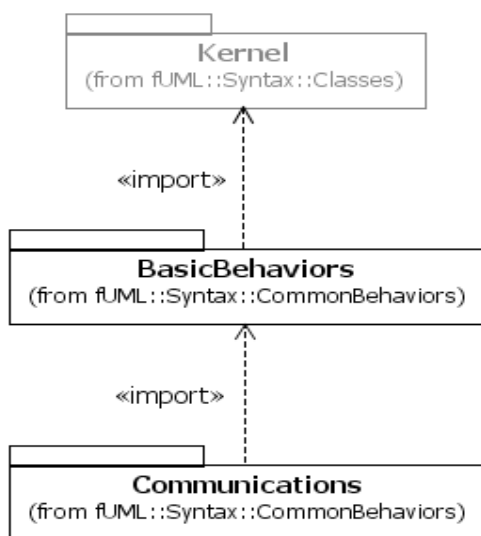 Kernel
(from fUML::Syntax::Classes)
«import»
BasicBehaviors
(from fUML::Syntax::CommonBehaviors)
«import»
Communications
(from fUML::Syntax::CommonBehaviors)